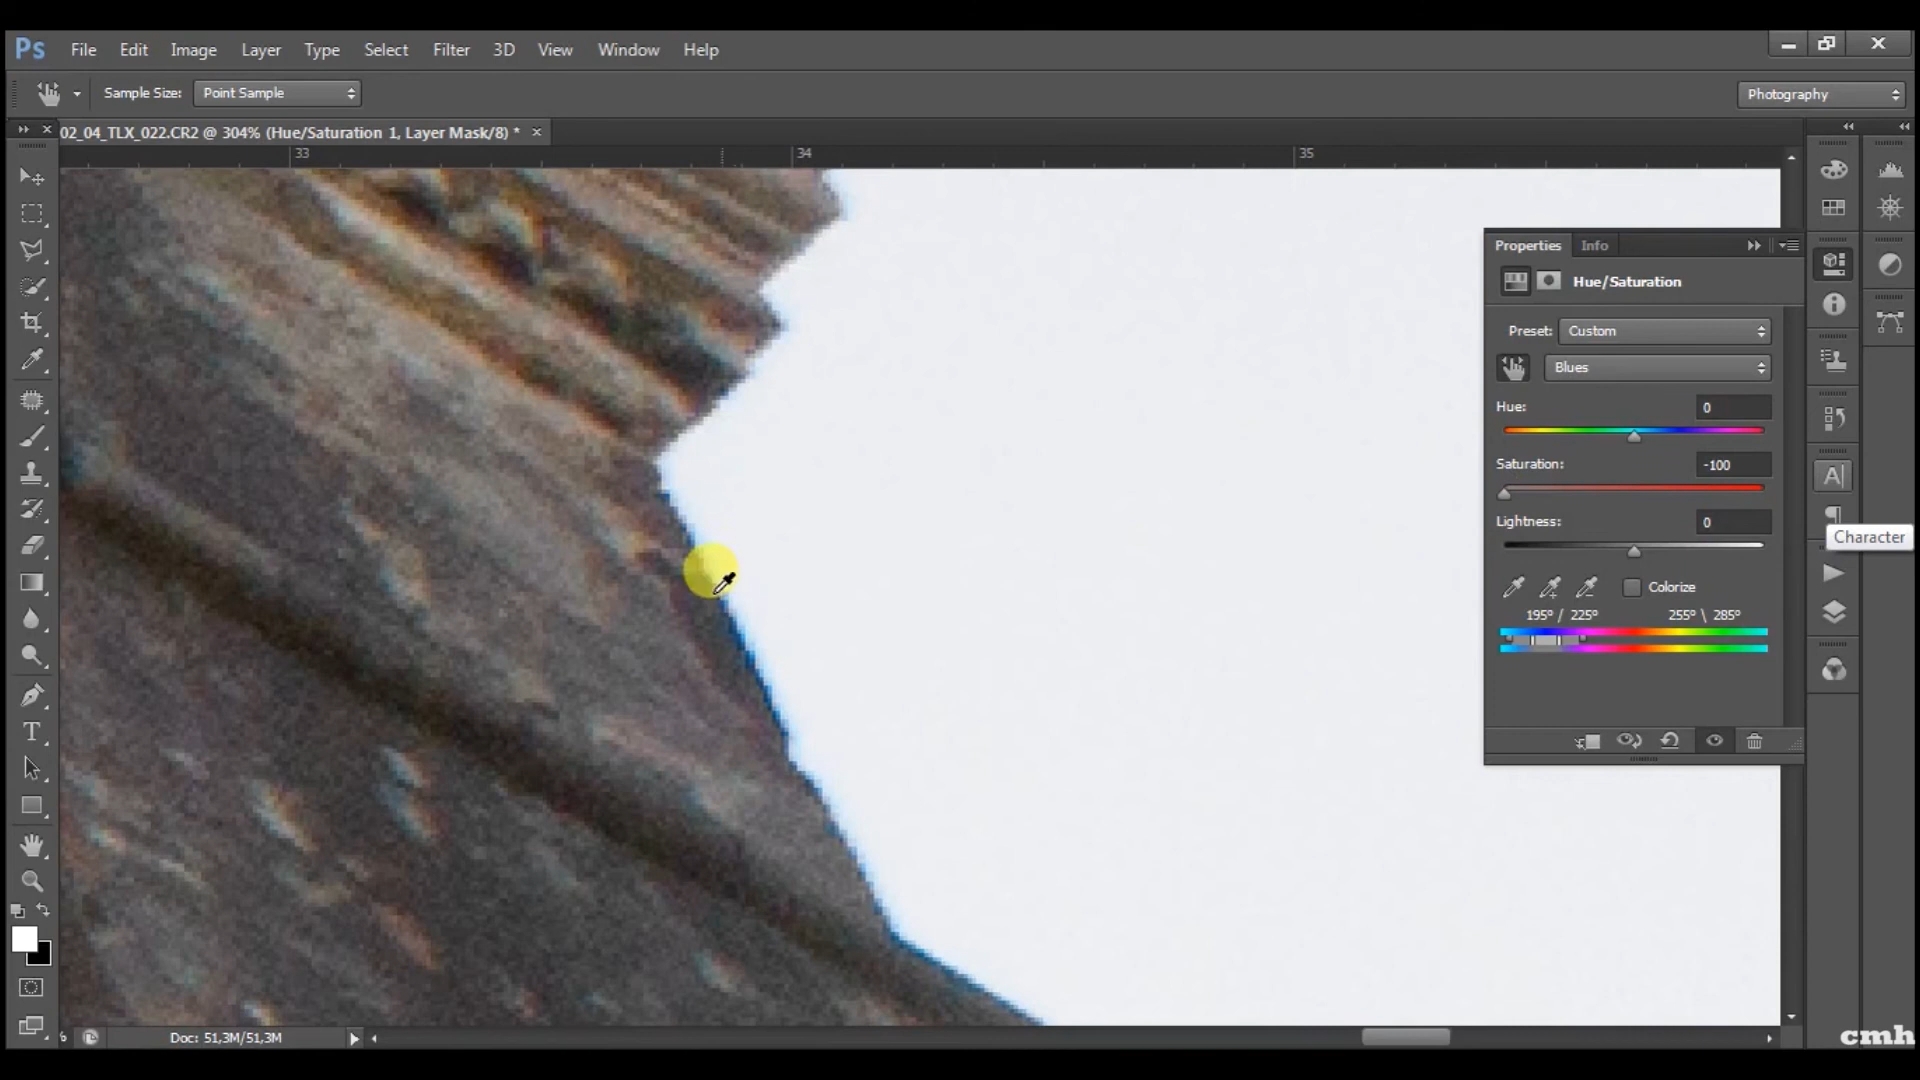 Ps File Edit Image Layer Type Select Filter 3D View Window Help
Sample Size: Point Sample Photography
02_04_TLX_022.CR2 @ 304% (Hue/Saturation 1, Layer Mask/8) *
33 34 35
Properties Info
Hue/Saturation
Preset: Custom
Blues
Hue: 0
Saturation: -100
Lightness: 0
Character
Colorize
195° / 225° 255° \ 285°
Doc: 51,3M/51,3M
cmh